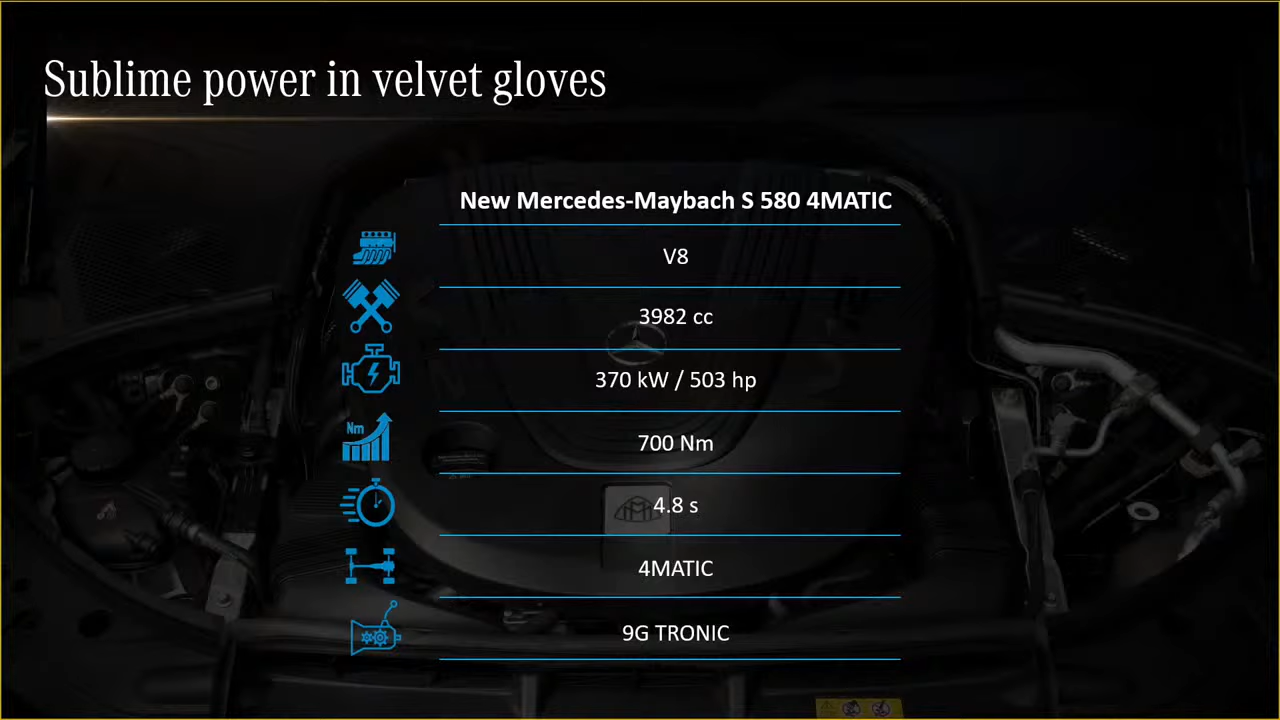 Sublime power in velvet gloves
New Mercedes-Maybach S 580 4MATIC
V8
3982 cc
370 kW / 503 hp
Nm
700 Nm
4.8 s
4MATIC
9G TRONIC